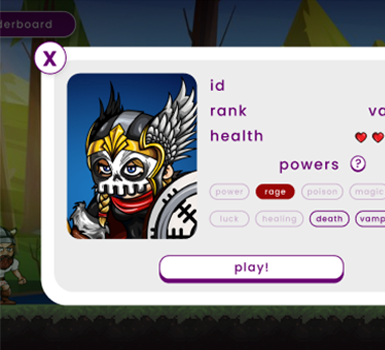 derboard
X
id
rank va
health
powers ?
power rage poison magic
luck healing death vamp
play!